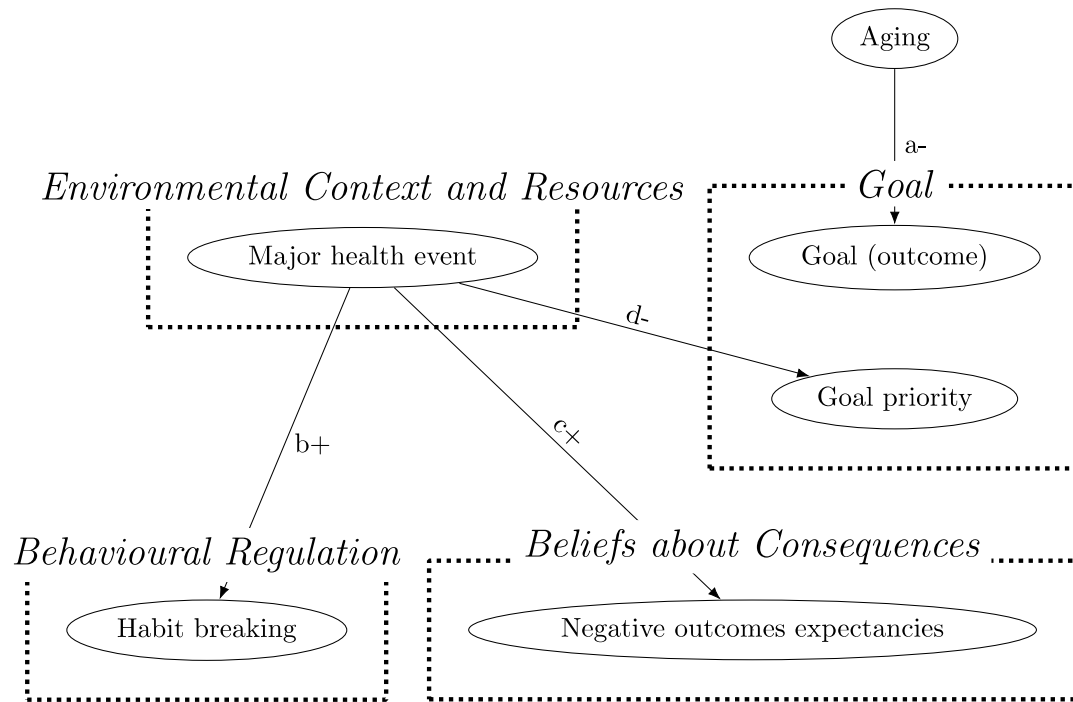 Aging
a-
Environmental Context and Resources
Goal
Major health event
Goal (outcome)
d-
Goal priority
b+
c+
Behavioural Regulation
Beliefs about Consequences
Habit breaking
Negative outcomes expectancies